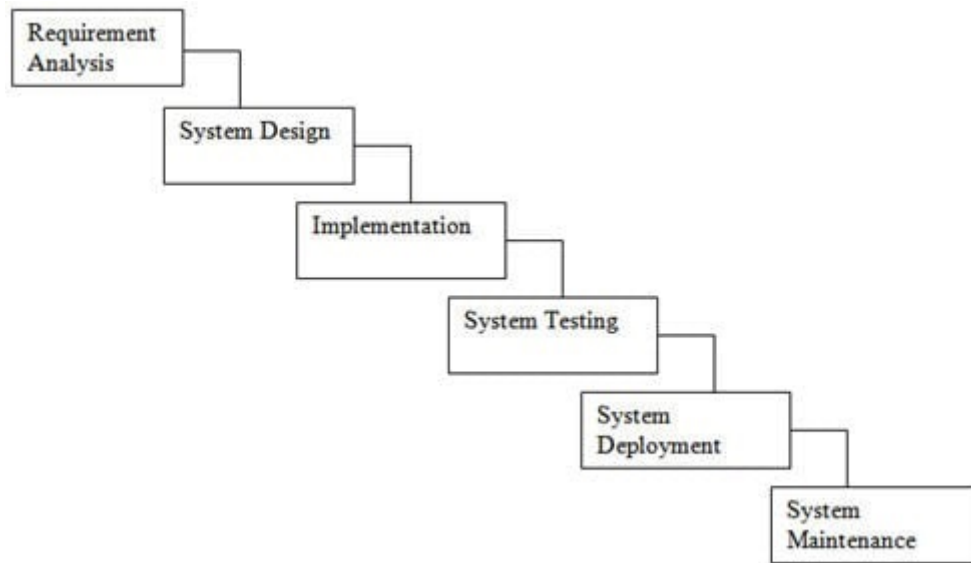 Requirement
Analysis
System Design
Implementation
System Testing
System
Deployment
System
Maintenance